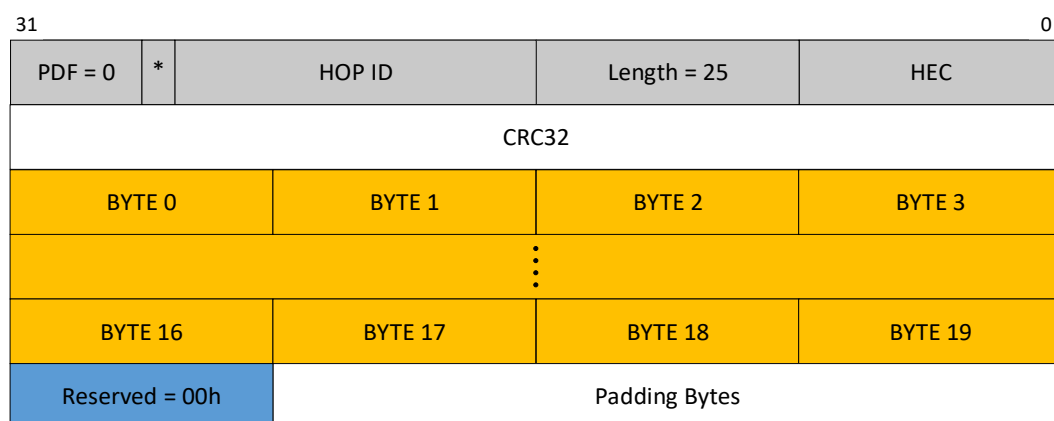 31 0
PDF = 0 * HOP ID Length = 25 HEC
CRC32
BYTE 0 BYTE 1 BYTE 2 BYTE 3
BYTE 16 BYTE 17 BYTE 18 BYTE 19
Reserved = 00h Padding Bytes